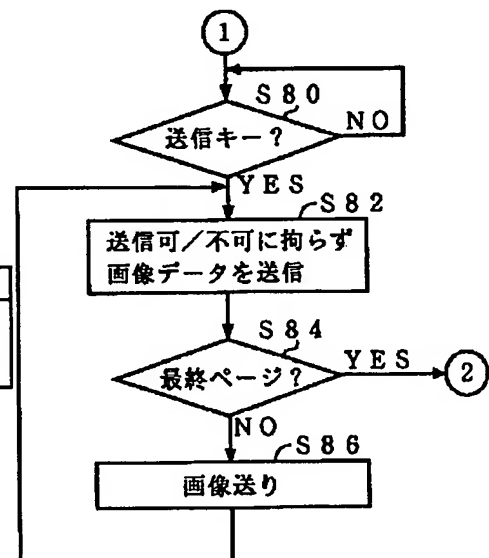 1
S80
送信キー？
NO
YES
S82
送信可／不可に拘らず
画像データを送信
S84
最終ページ？
YES
2
NO
S86
画像送り